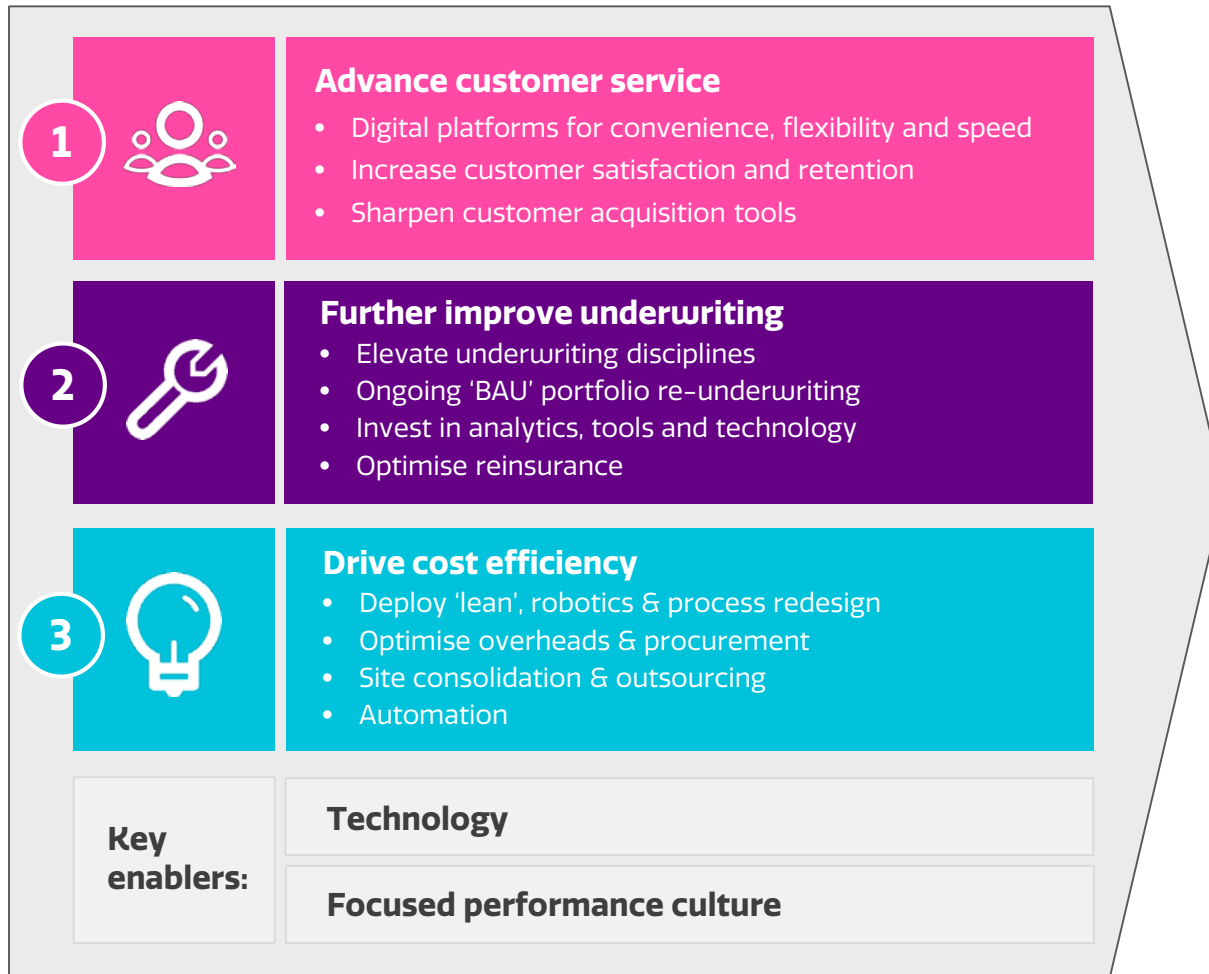 1
Advance customer service
• Digital platforms for convenience, flexibility and speed
• Increase customer satisfaction and retention
• Sharpen customer acquisition tools
2
Further improve underwriting
• Elevate underwriting disciplines
• Ongoing ‘BAU’ portfolio re-underwriting
• Invest in analytics, tools and technology
• Optimise reinsurance
3
Drive cost efficiency
• Deploy ‘lean’, robotics & process redesign
• Optimise overheads & procurement
• Site consolidation & outsourcing
• Automation
Key
enablers:
Technology
Focused performance culture